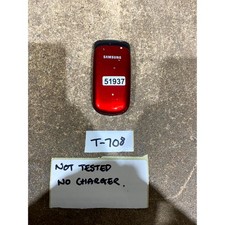 SAMSUNG
51937
T-708
NOT TESTED
NO CHARGER.